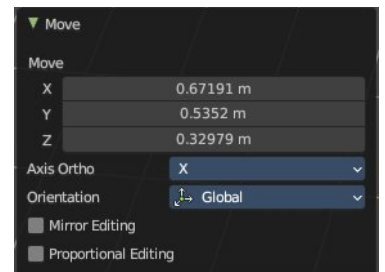 Move
Move
X 0.67191 m
Y 0.5352 m
Z 0.32979 m
Axis Ortho X
Orientation Global
Mirror Editing
Proportional Editing